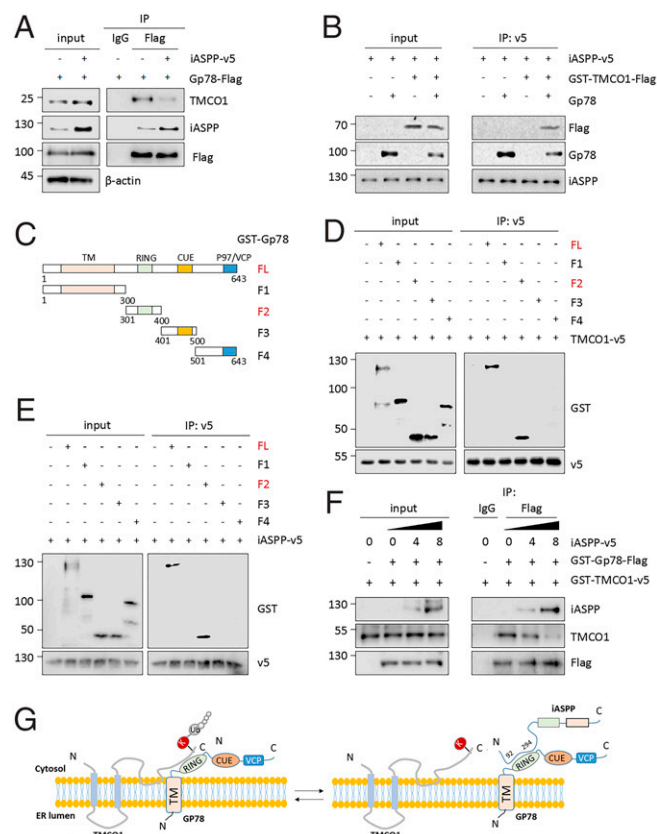 A
IP
input IgG Flag
- + - - + iASPP-v5
+ + + + + Gp78-Flag
25 TMCO1
130 iASPP
100 Flag
45 β-actin
B
input IP: v5
+ + + + + + + + iASPP-v5
- - + + - - + + GST-TMCO1-Flag
- + - + - + - + Gp78
70 Flag
100 Gp78
130 iASPP
C
GST-Gp78
TM RING CUE P97/VCP
FL
1 643
F1
1 300
F2
301 400
F3
401 500
F4
501 643
D
input IP: v5
- + - - - - - + - - - - FL
- - + - - - - - + - - - F1
- - - + - - - - - + - - F2
- - - - + - - - - - + - F3
- - - - - + - - - - - + F4
+ + + + + + + + + + + + TMCO1-v5
130
100
50
GST
55 v5
E
input IP: v5
- + - - - - - + - - - - FL
- - + - - - - - + - - - F1
- - - + - - - - - + - - F2
- - - - + - - - - - + - F3
- - - - - + - - - - - + F4
+ + + + + + + + + + + + iASPP-v5
130
100
50
GST
130 v5
F
IP:
input IgG Flag
0 0 4 8 0 0 4 8 iASPP-v5
- + + + - + + + GST-Gp78-Flag
+ + + + + + + + GST-TMCO1-v5
130 iASPP
55 TMCO1
130 Flag
G
N
Ub
K
C
RING CUE VCP C
Cytosol
ER lumen
TM
N
TMCO1
GP78
iASPP
N
K
C
N 92 294 C
RING CUE VCP C
TM
N
TMCO1
GP78